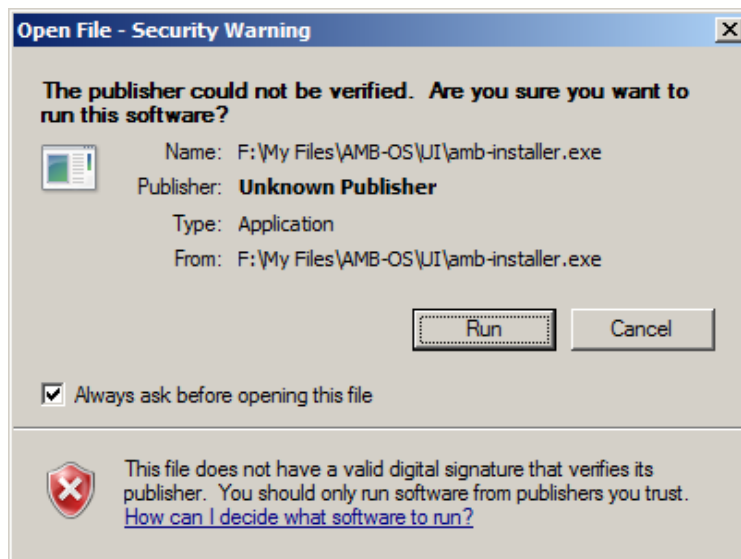 Open File - Security Warning
The publisher could not be verified.  Are you sure you want to
run this software?
Name: F:\My Files\AMB-OS\UI\amb-installer.exe
Publisher: Unknown Publisher
Type: Application
From: F:\My Files\AMB-OS\UI\amb-installer.exe
Run Cancel
Always ask before opening this file
This file does not have a valid digital signature that verifies its
publisher.  You should only run software from publishers you trust.
How can I decide what software to run?